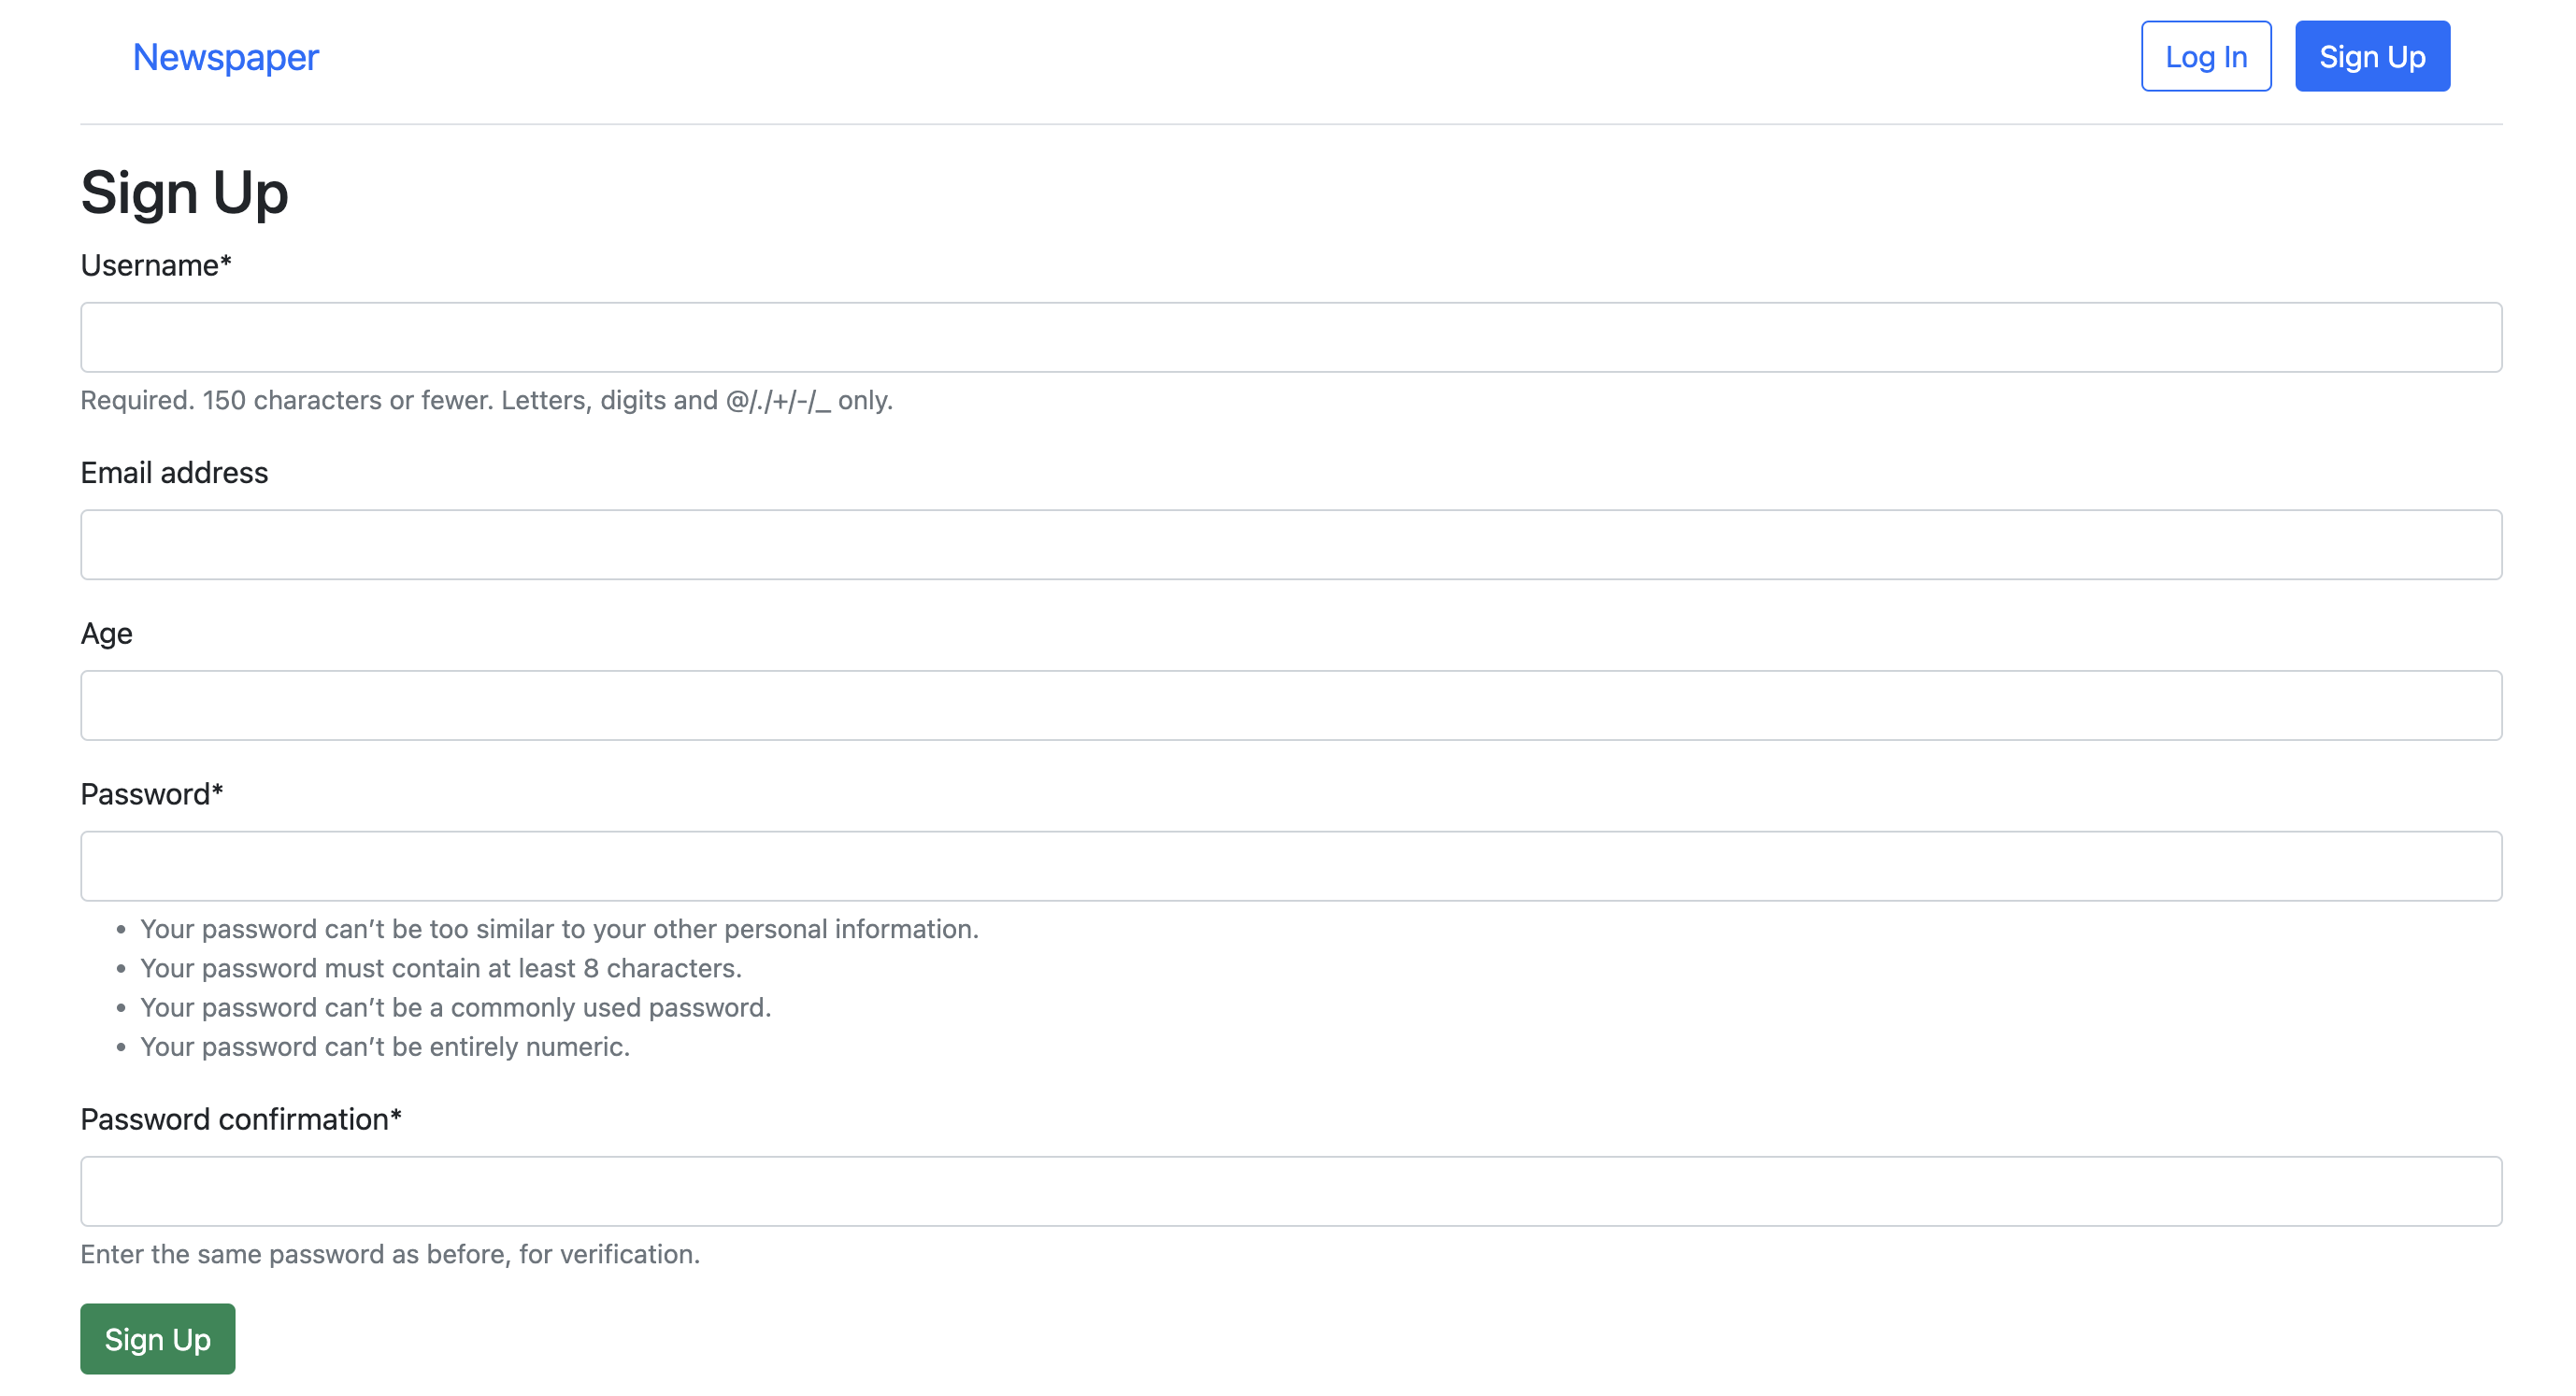 Newspaper
Log In
Sign Up
Sign Up
Username*
Required. 150 characters or fewer. Letters, digits and @/./+/-/_ only.
Email address
Age
Password*
• Your password can’t be too similar to your other personal information.
• Your password must contain at least 8 characters.
• Your password can’t be a commonly used password.
• Your password can’t be entirely numeric.
Password confirmation*
Enter the same password as before, for verification.
Sign Up